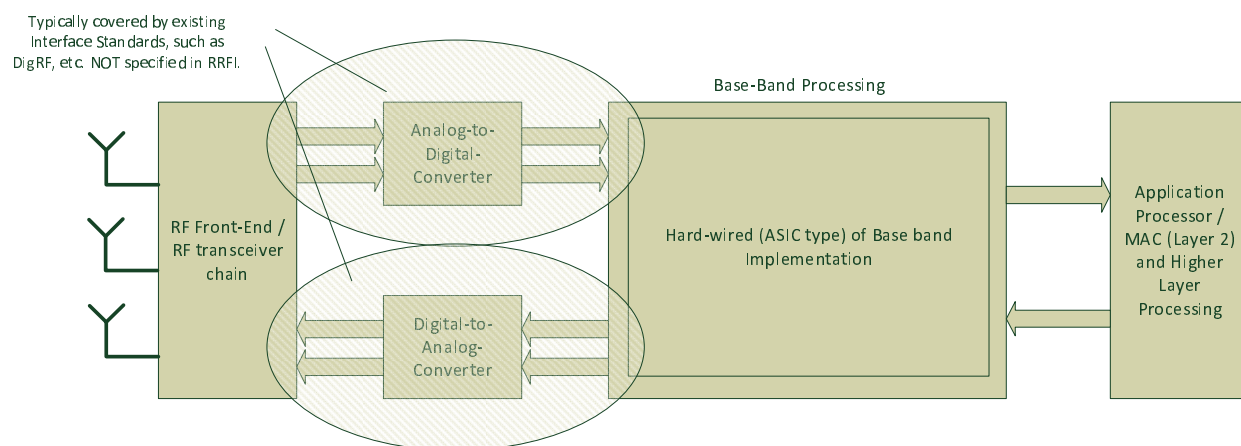 Typically covered by existing
Interface Standards, such as
DigRF, etc. NOT specified in RRFI.
Base-Band Processing
Analog-to-
Digital-
Converter
RF Front-End /
RF transceiver
chain
Hard-wired (ASIC type) of Base band
Implementation
Application
Processor /
MAC (Layer 2)
and Higher
Layer
Processing
Digital-to-
Analog-
Converter